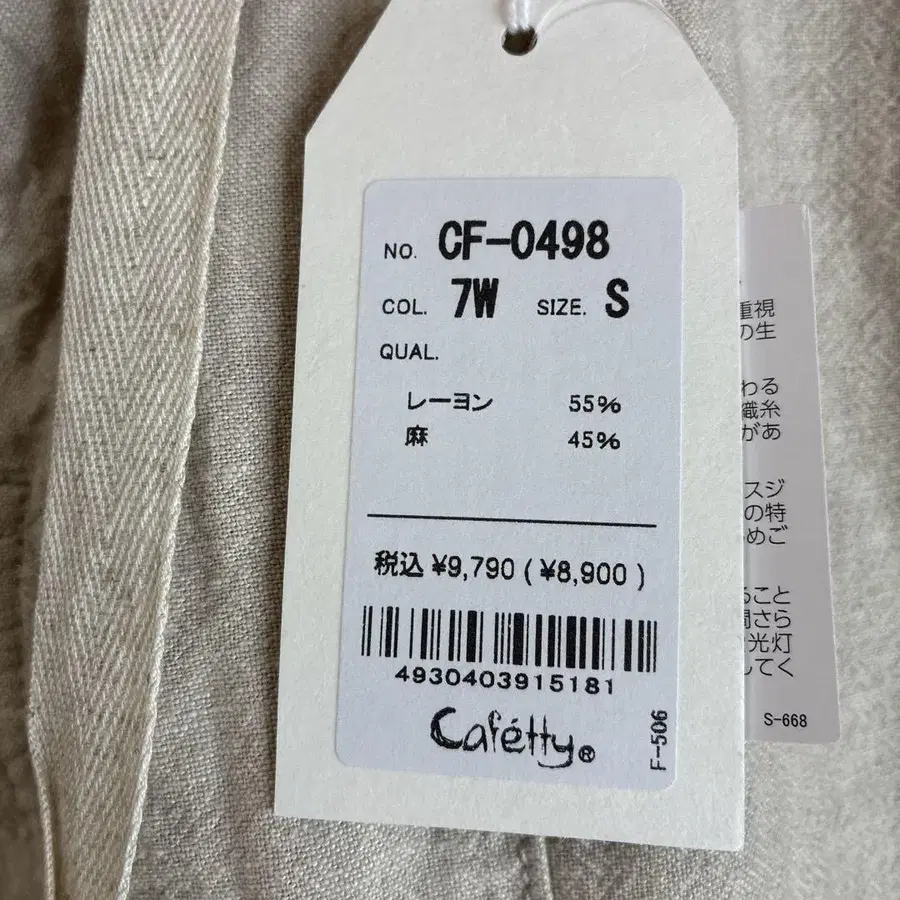 NO. CF-0498
COL. 7W SIZE. S
QUAL.
レーヨン 55%
麻 45%
税込 ¥9,790 ( ¥8,900 )
4930403915181
Cafétty®
F-506
重視
の生
わる
織糸
があ
スジ
の特
めご
ること
間さら
光灯
してく
S-668